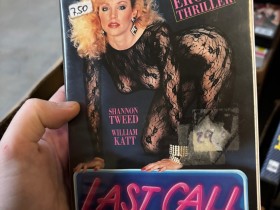 7.50
THRILLER
SHANNON
TWEED
WILLIAM
KATT
LAST CALL